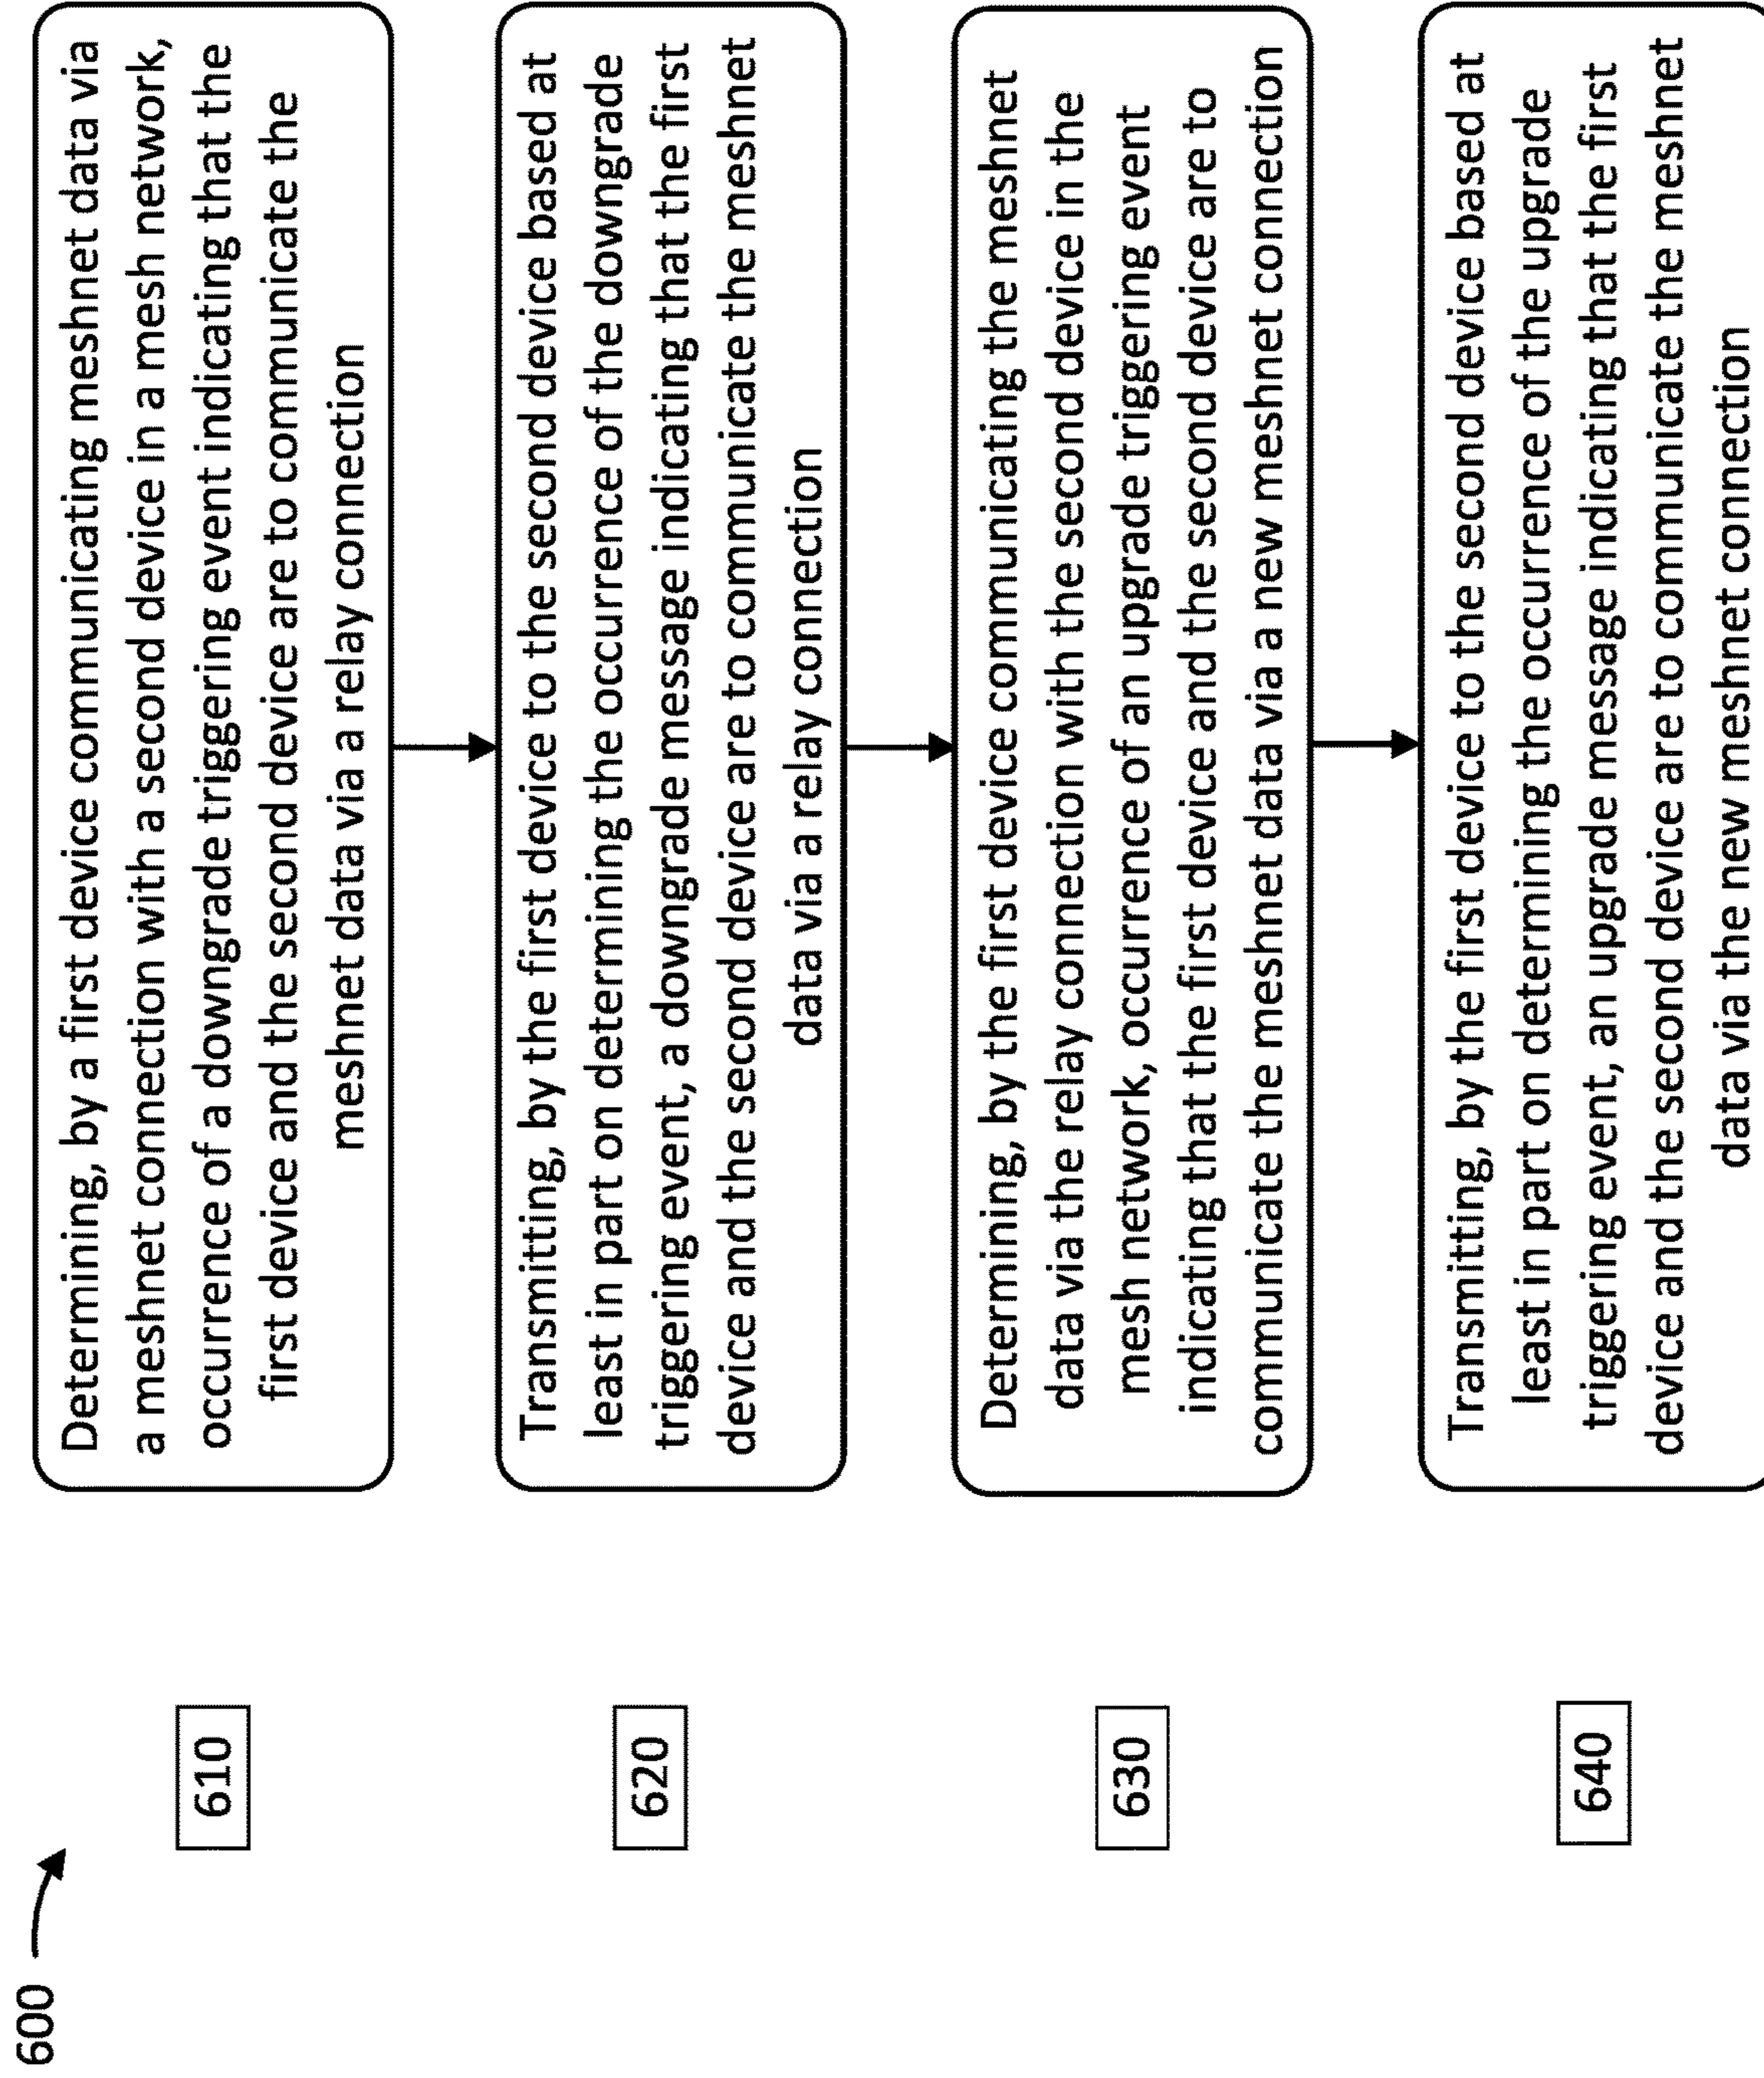 600
610
Determining, by a first device communicating meshnet data via
a meshnet connection with a second device in a mesh network,
occurrence of a downgrade triggering event indicating that the
first device and the second device are to communicate the
meshnet data via a relay connection
620
Transmitting, by the first device to the second device based at
least in part on determining the occurrence of the downgrade
triggering event, a downgrade message indicating that the first
device and the second device are to communicate the meshnet
data via a relay connection
630
Determining, by the first device communicating the meshnet
data via the relay connection with the second device in the
mesh network, occurrence of an upgrade triggering event
indicating that the first device and the second device are to
communicate the meshnet data via a new meshnet connection
640
Transmitting, by the first device to the second device based at
least in part on determining the occurrence of the upgrade
triggering event, an upgrade message indicating that the first
device and the second device are to communicate the meshnet
data via the new meshnet connection